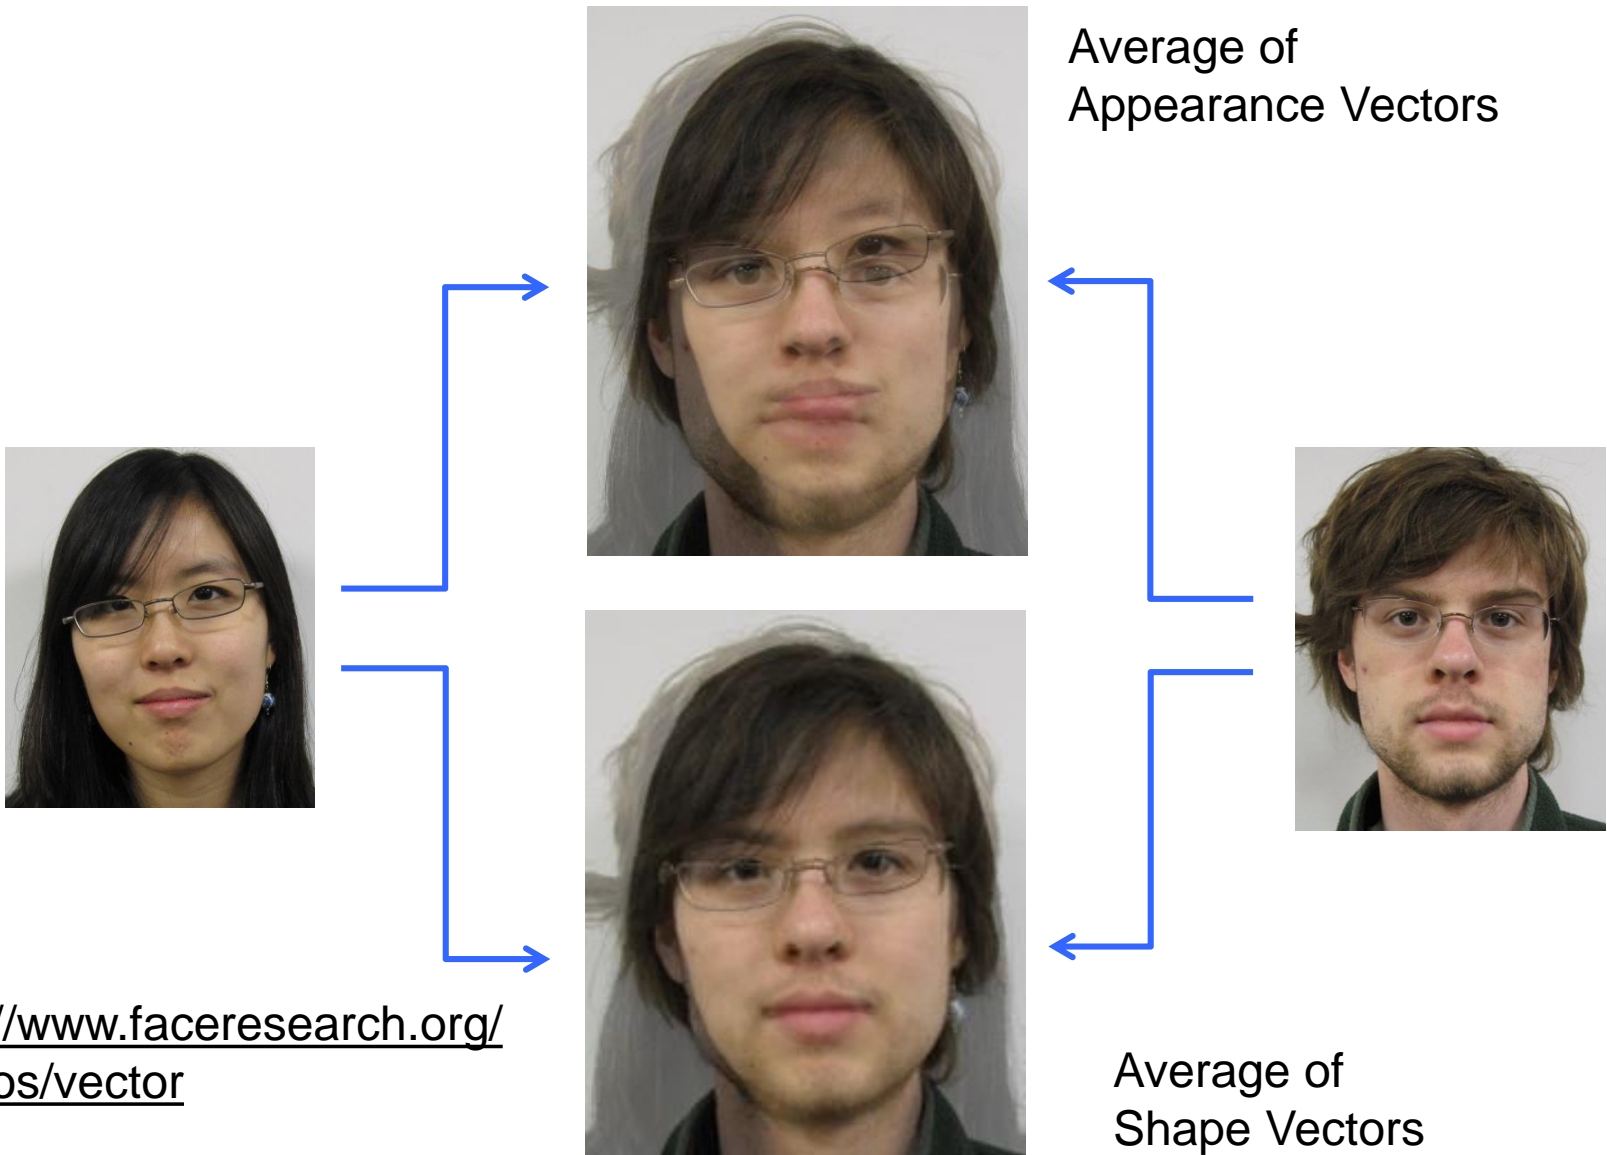 Average of
Appearance Vectors
//www.faceresearch.org/
os/vector
Average of
Shape Vectors